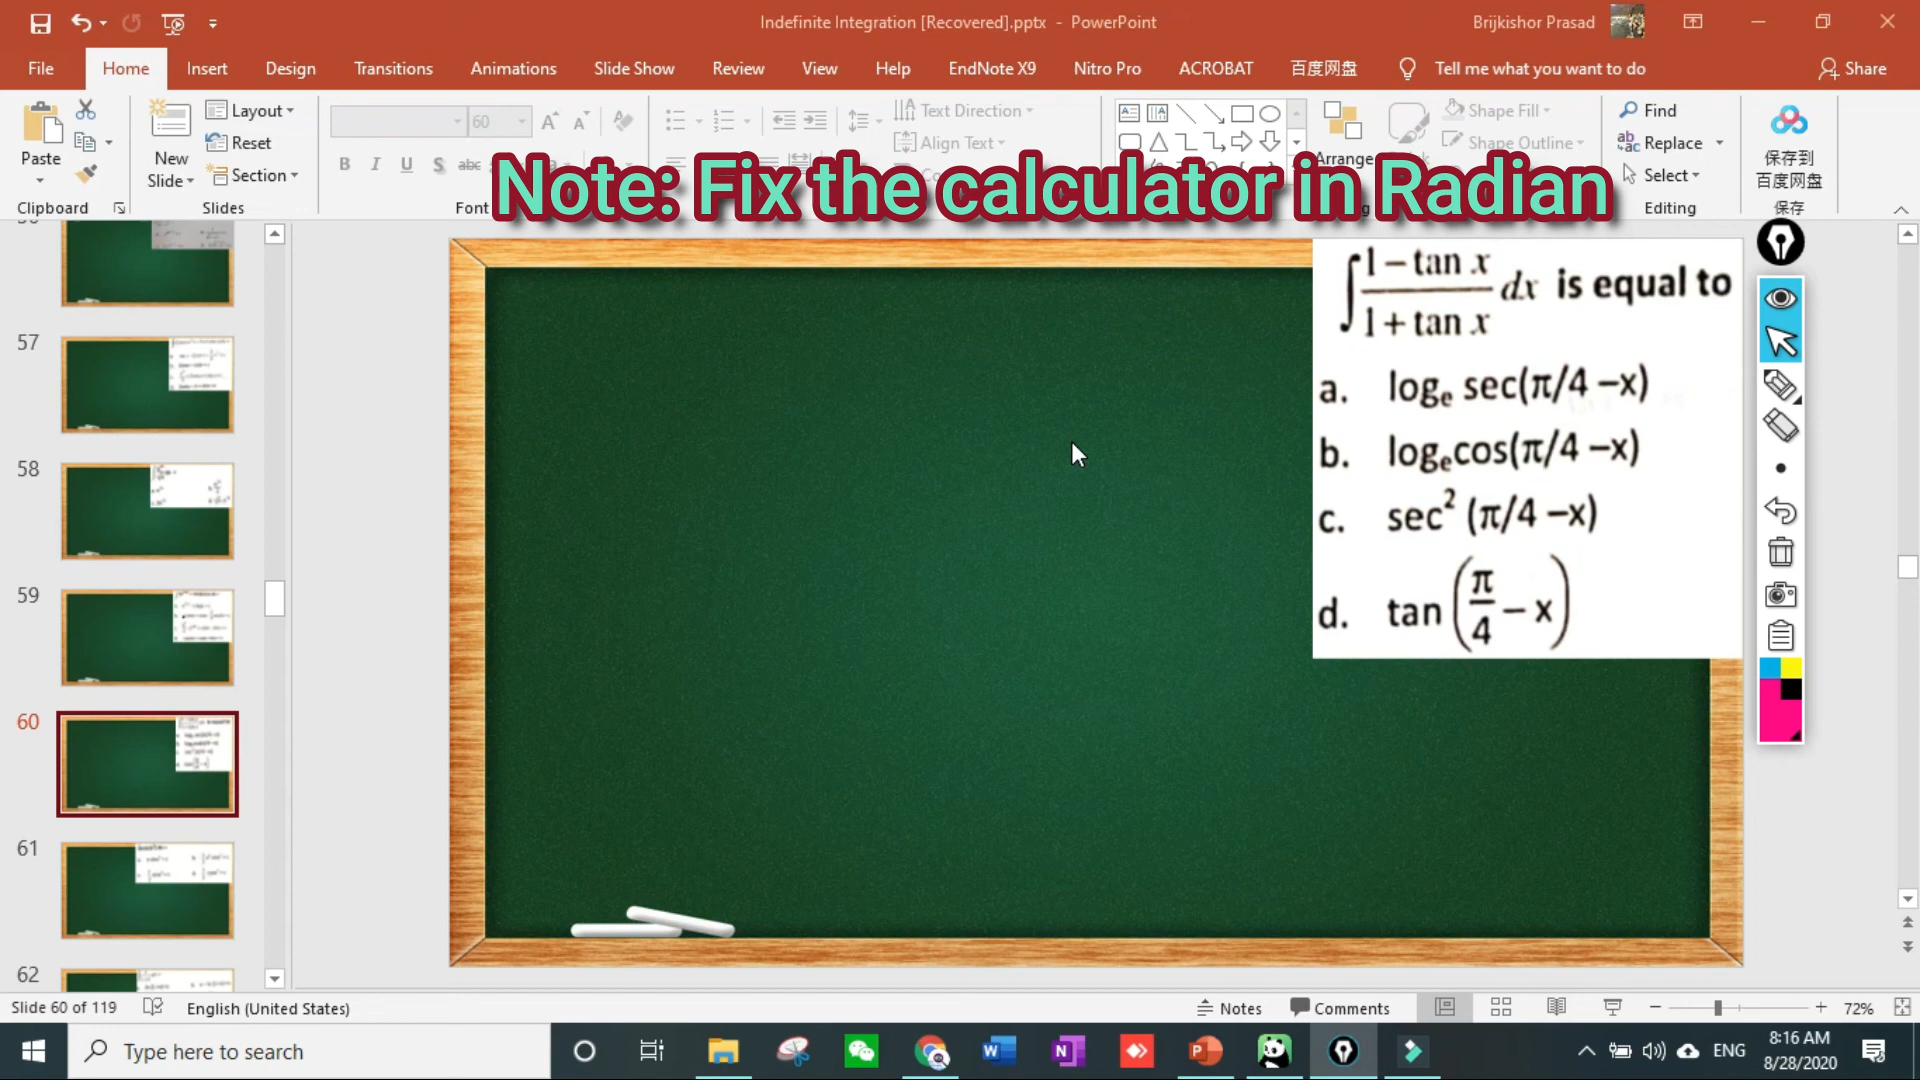 Indefinite Integration [Recovered].pptx - PowerPoint
Brijkishor Prasad
File Home Insert Design Transitions Animations Slide Show Review View Help EndNote X9 Nitro Pro ACROBAT 百度网盘 Tell me what you want to do Share
Paste
Clipboard
New
Slide
Layout
Reset
Section
Slides
60
B I U S abc
Font
Text Direction
Align Text
Arrange
Shape Fill
Shape Outline
Find
Replace
Select
Editing
保存到
百度网盘
保存
Note: Fix the calculator in Radian
∫ (1 − tan x)/(1 + tan x) dx is equal to
a. logₑ sec(π/4 −x)
b. logₑcos(π/4 −x)
c. sec² (π/4 −x)
d. tan (π/4 − x)
57
58
59
60
61
62
Slide 60 of 119
English (United States)
Notes
Comments
72%
Type here to search
ENG
8:16 AM
8/28/2020